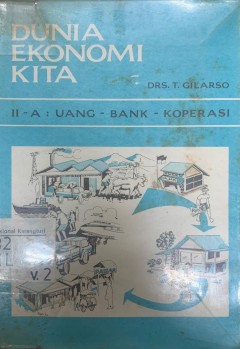 DUNIA
EKONOMI
KITA
DRS. T. GILARSO
II-A : UANG - BANK - KOPERASI
V. 2